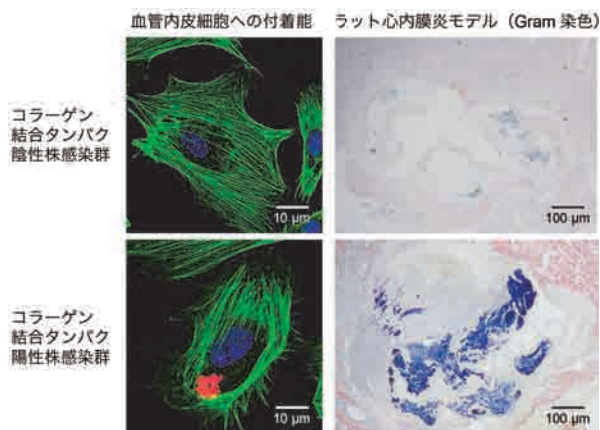 血管内皮細胞への付着能
ラット心内膜炎モデル（Gram 染色）
コラーゲン
結合タンパク
陰性株感染群
10 μm
100 μm
コラーゲン
結合タンパク
陽性株感染群
10 μm
100 μm